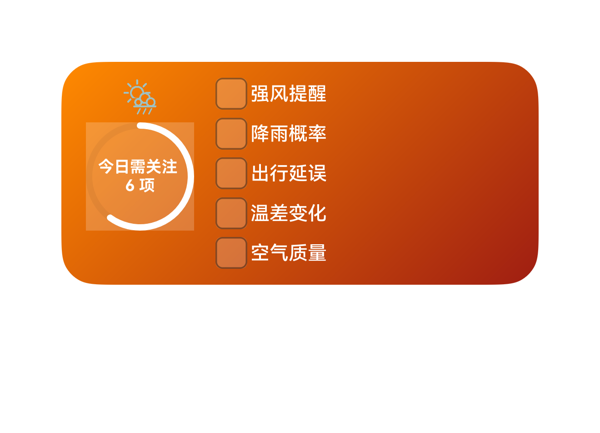 今日需关注
6 项
强风提醒
降雨概率
出行延误
温差变化
空气质量